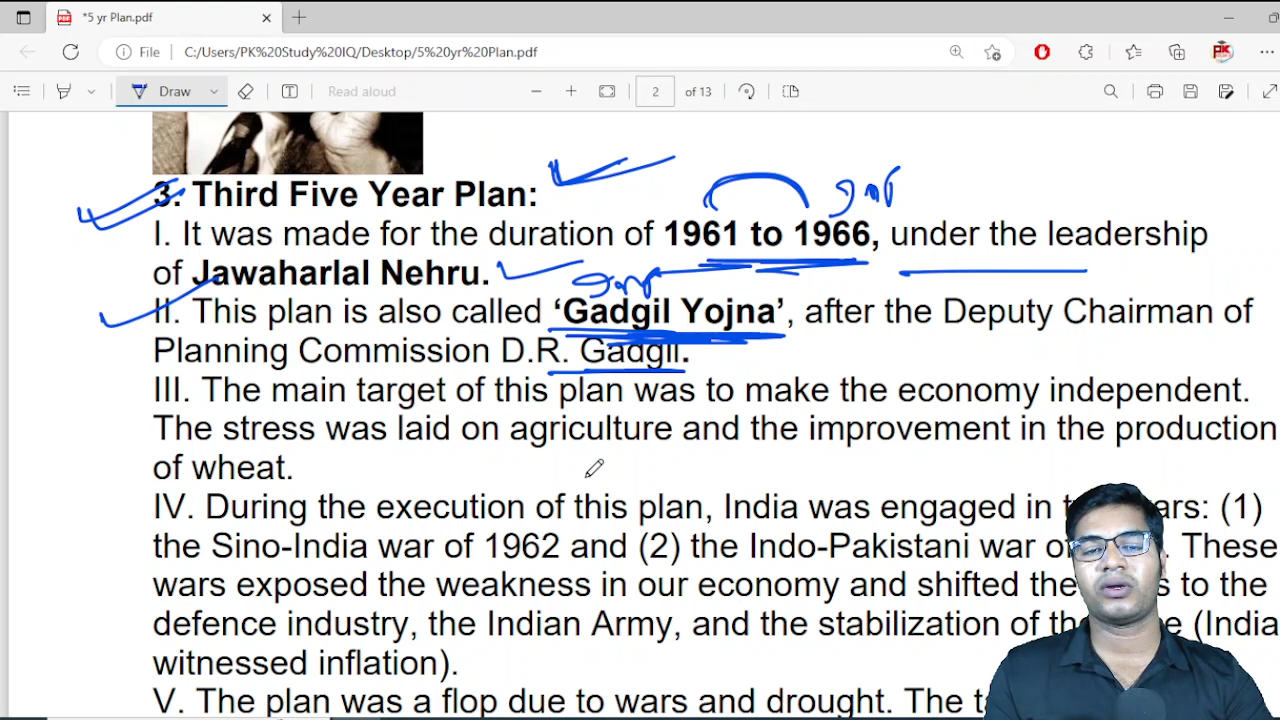 *5 yr Plan.pdf
File C:/Users/PK%20Study%20IQ/Desktop/5%20yr%20Plan.pdf
Draw Read aloud 2 of 13
3. Third Five Year Plan:
I. It was made for the duration of 1961 to 1966, under the leadership
of Jawaharlal Nehru.
II. This plan is also called ‘Gadgil Yojna’, after the Deputy Chairman of
Planning Commission D.R. Gadgil.
III. The main target of this plan was to make the economy independent.
The stress was laid on agriculture and the improvement in the production
of wheat.
IV. During the execution of this plan, India was engaged in (1)
the Sino-India war of 1962 and (2) the Indo-Pakistani war These
wars exposed the weakness in our economy and shifted the to the
defence industry, the Indian Army, and the stabilization of (India
witnessed inflation).
V. The plan was a flop due to wars and drought. The